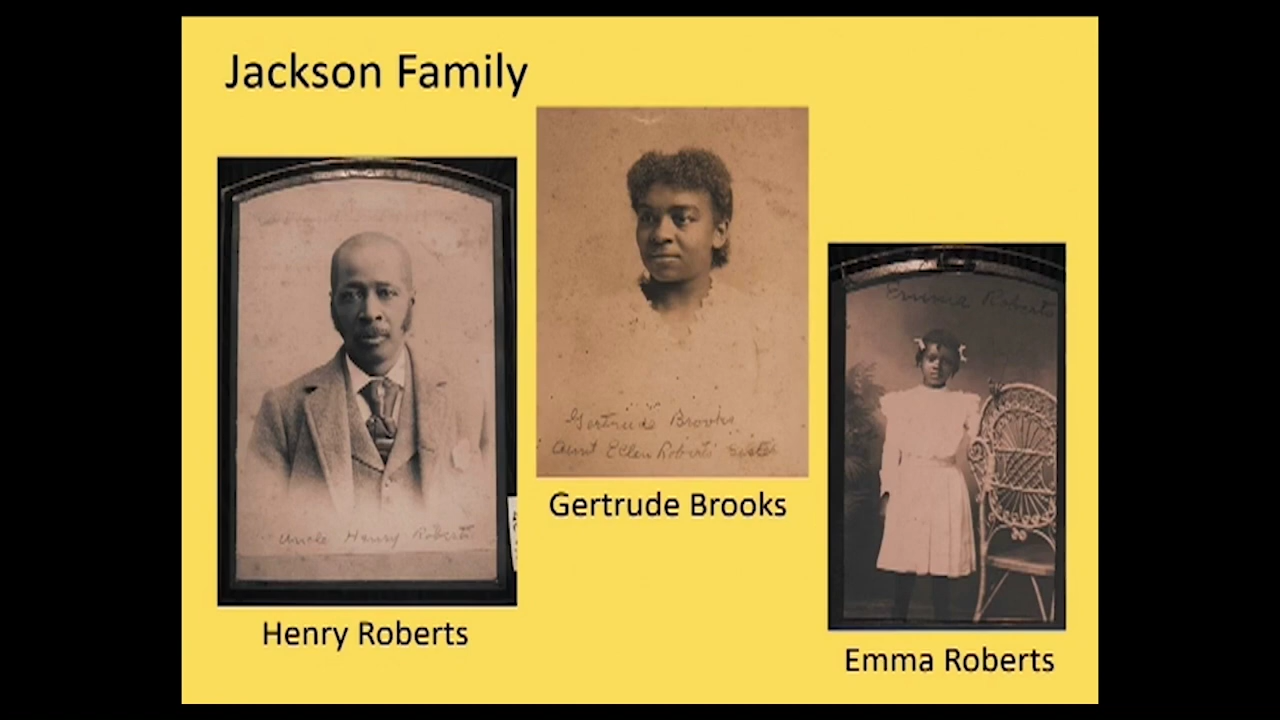 Jackson Family
Uncle Henry Roberts
Henry Roberts
Gertrude Brooks
Aunt Ellen Roberts' sister
Gertrude Brooks
Emma Roberts
Emma Roberts